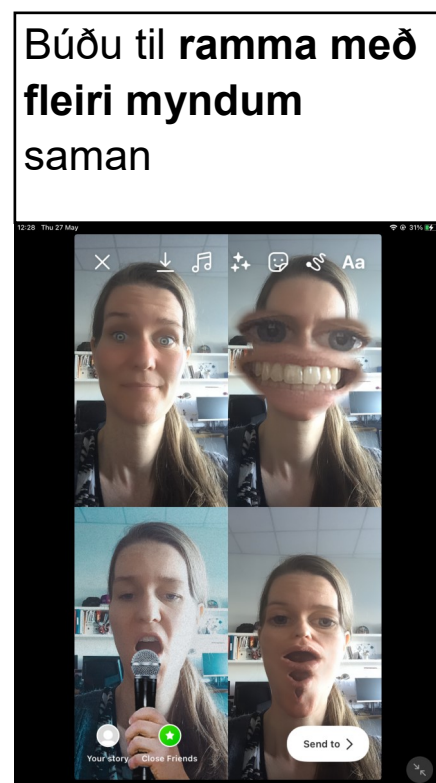 Búðu til ramma með
fleiri myndum
saman
12:28 Thu 27 May
31%
Aa
Your story Close Friends
Send to